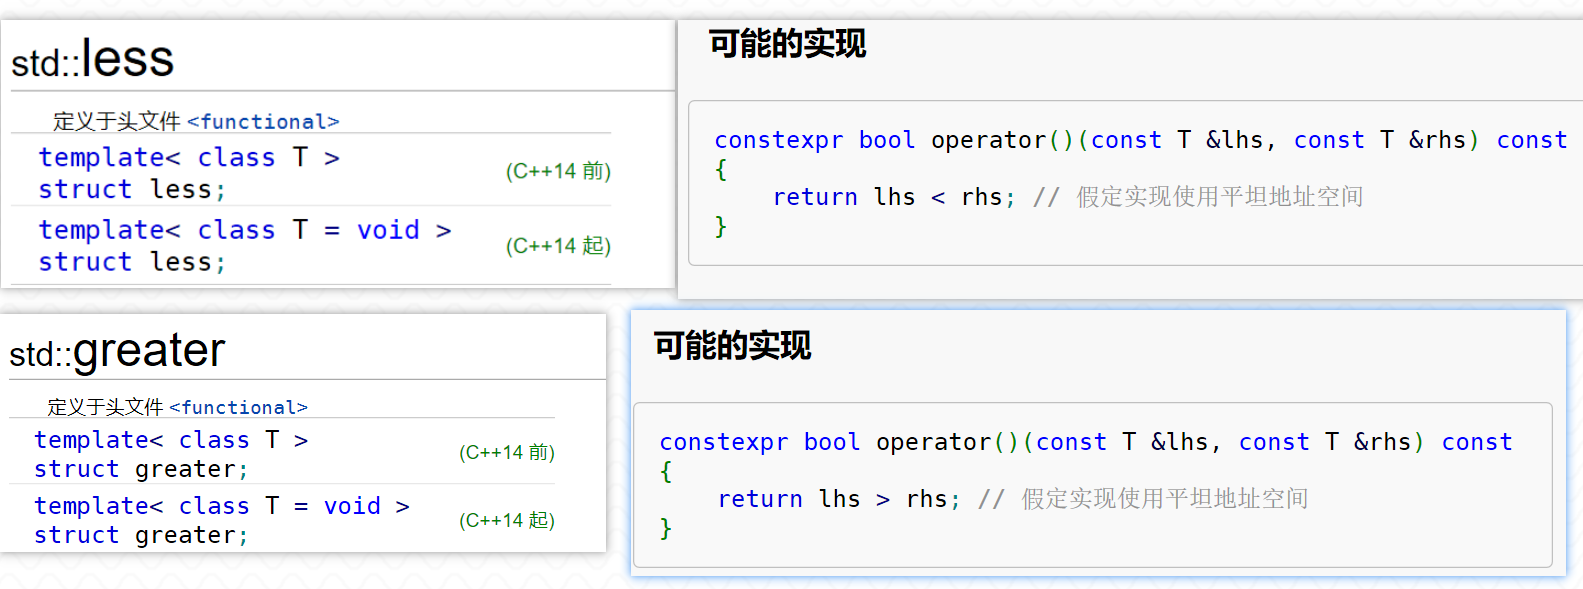 std::less
定义于头文件 <functional>
template< class T >
struct less;
(C++14 前)
template< class T = void >
struct less;
(C++14 起)
可能的实现
constexpr bool operator()(const T &lhs, const T &rhs) const
{
    return lhs < rhs; // 假定实现使用平坦地址空间
}
std::greater
定义于头文件 <functional>
template< class T >
struct greater;
(C++14 前)
template< class T = void >
struct greater;
(C++14 起)
可能的实现
constexpr bool operator()(const T &lhs, const T &rhs) const
{
    return lhs > rhs; // 假定实现使用平坦地址空间
}